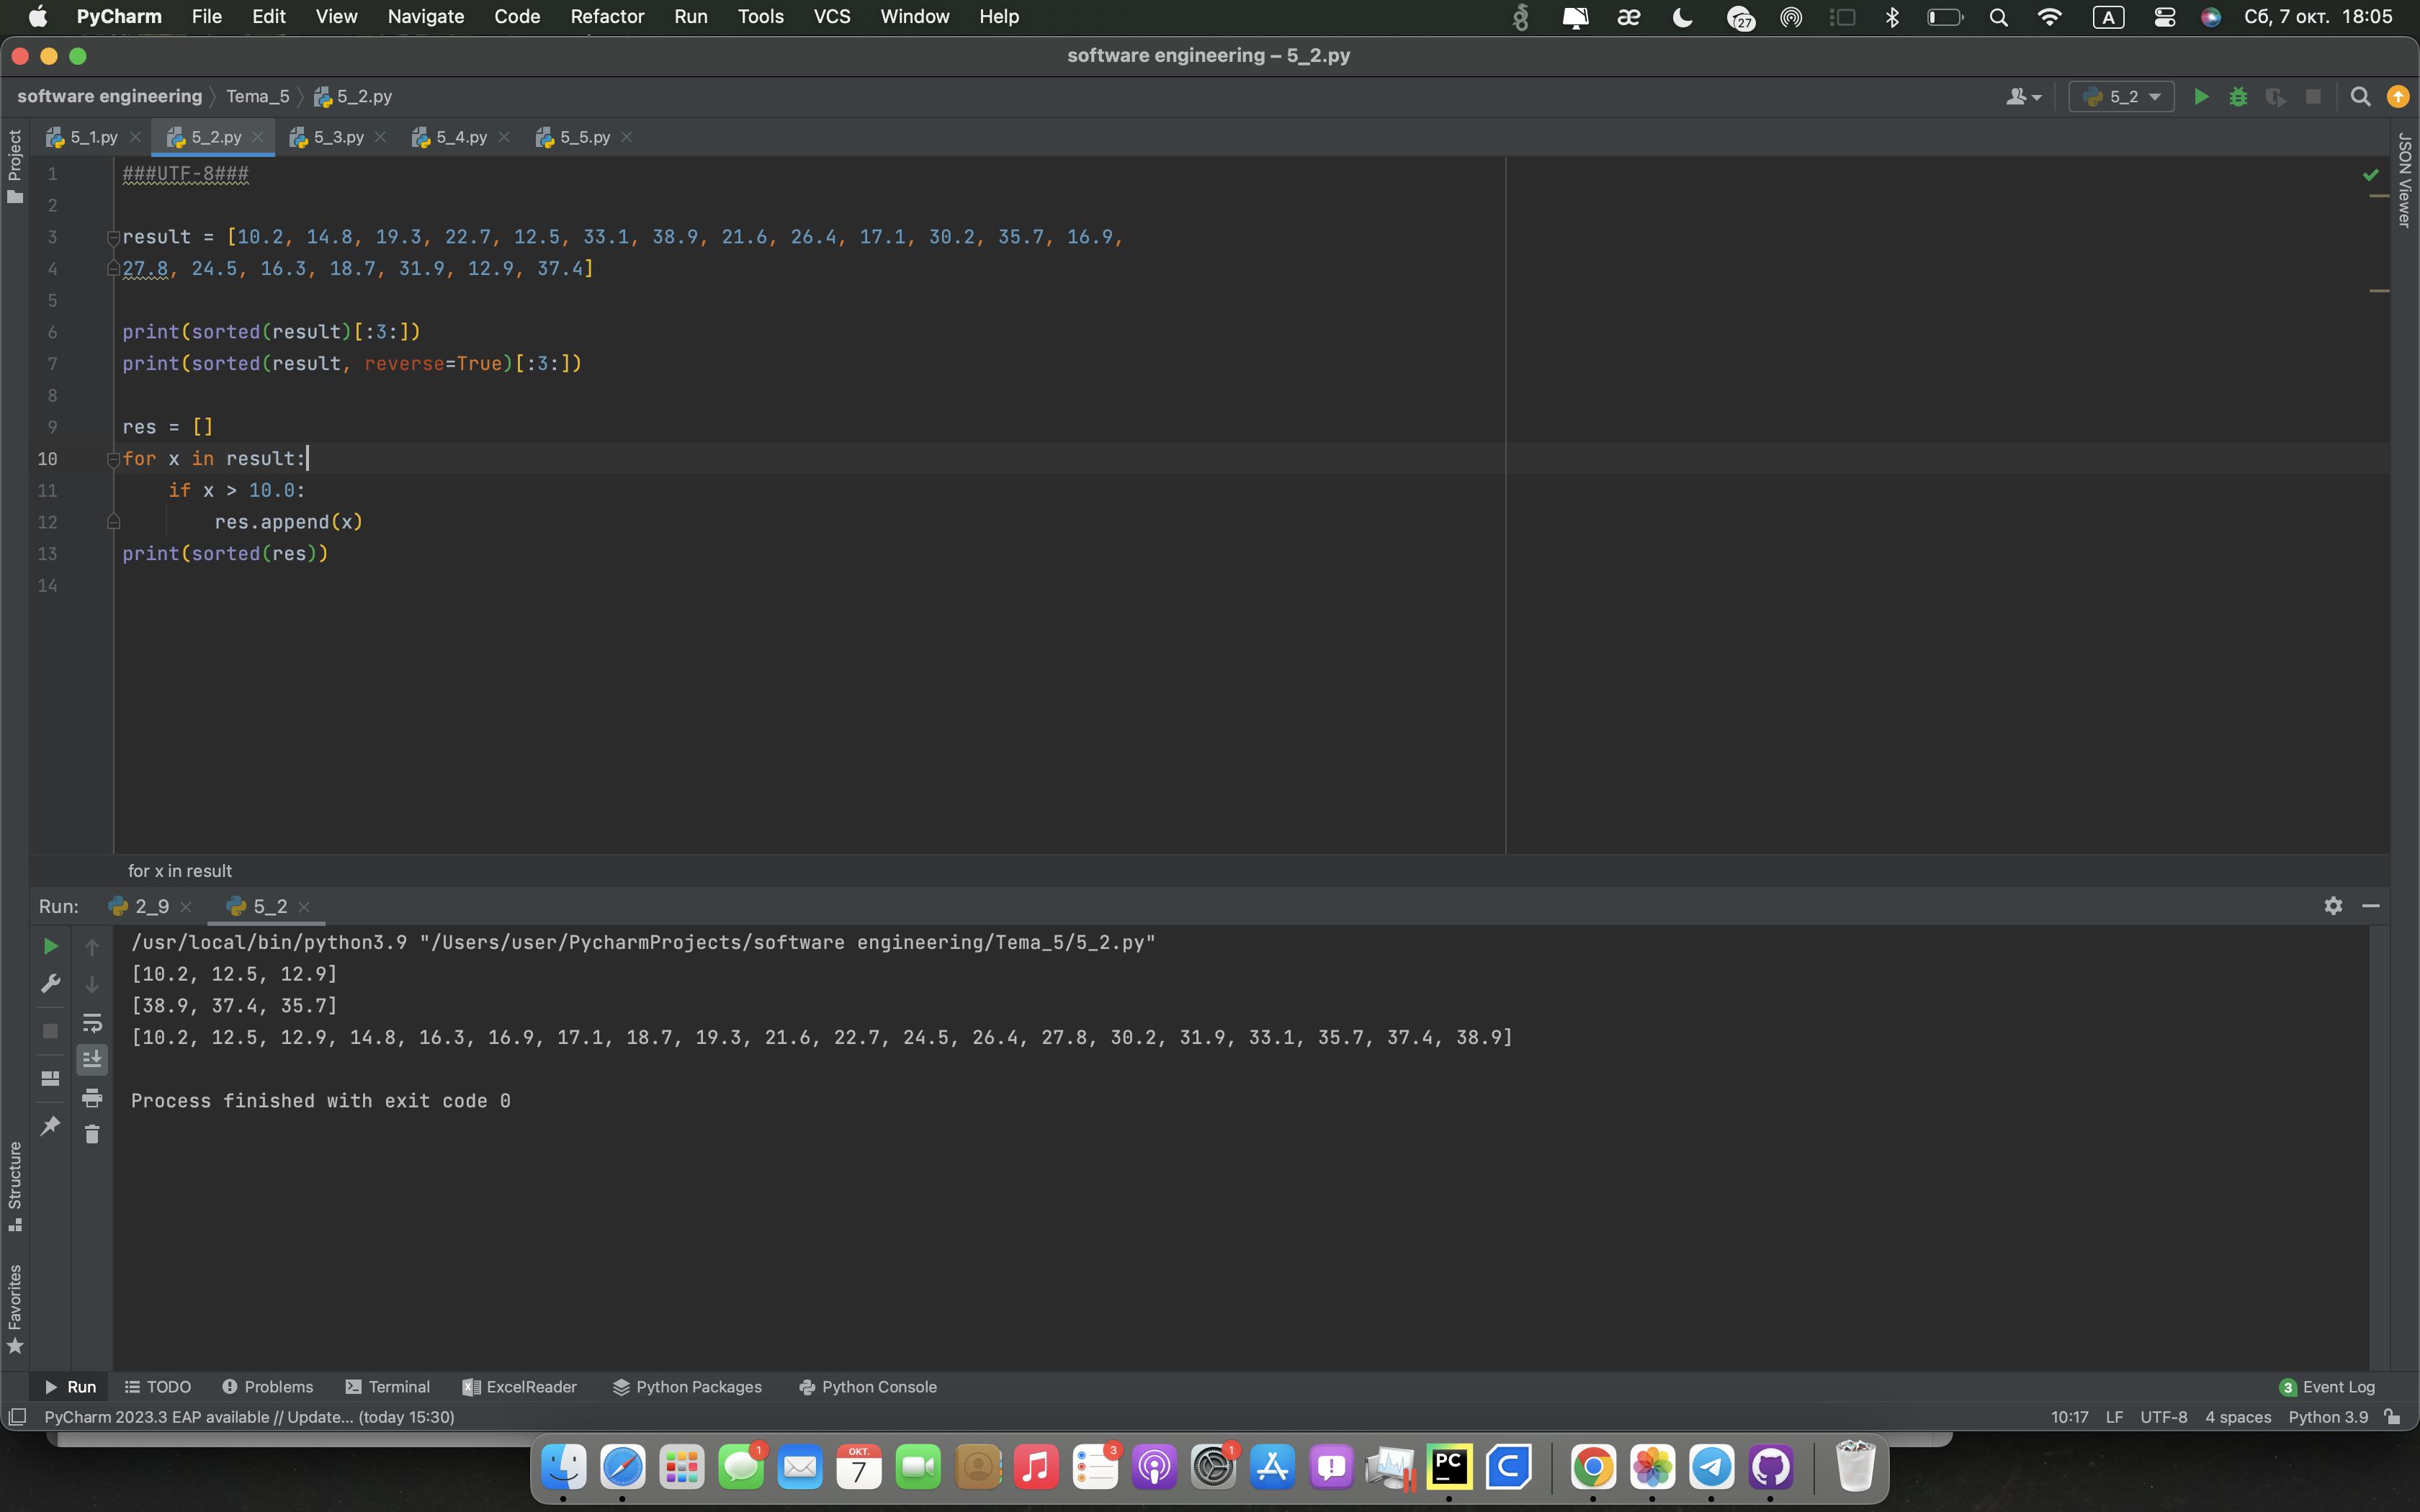 PyCharm File Edit View Navigate Code Refactor Run Tools VCS Window Help æ 27 A Сб, 7 окт. 18:05
software engineering – 5_2.py
software engineering Tema_5 5_2.py 5_2
5_1.py 5_2.py 5_3.py 5_4.py 5_5.py
Project
JSON Viewer
1 ###UTF-8###
2
3 result = [10.2, 14.8, 19.3, 22.7, 12.5, 33.1, 38.9, 21.6, 26.4, 17.1, 30.2, 35.7, 16.9,
4 27.8, 24.5, 16.3, 18.7, 31.9, 12.9, 37.4]
5
6 print(sorted(result)[:3:])
7 print(sorted(result, reverse=True)[:3:])
8
9 res = []
10 for x in result:
11     if x > 10.0:
12         res.append(x)
13 print(sorted(res))
14
for x in result
Run: 2_9 5_2
/usr/local/bin/python3.9 "/Users/user/PycharmProjects/software engineering/Tema_5/5_2.py"
[10.2, 12.5, 12.9]
[38.9, 37.4, 35.7]
[10.2, 12.5, 12.9, 14.8, 16.3, 16.9, 17.1, 18.7, 19.3, 21.6, 22.7, 24.5, 26.4, 27.8, 30.2, 31.9, 33.1, 35.7, 37.4, 38.9]
Process finished with exit code 0
Structure
Favorites
Run TODO Problems Terminal ExcelReader Python Packages Python Console 3 Event Log
PyCharm 2023.3 EAP available // Update... (today 15:30) 10:17 LF UTF-8 4 spaces Python 3.9
1 ОКТ. 7 3 1 PC C